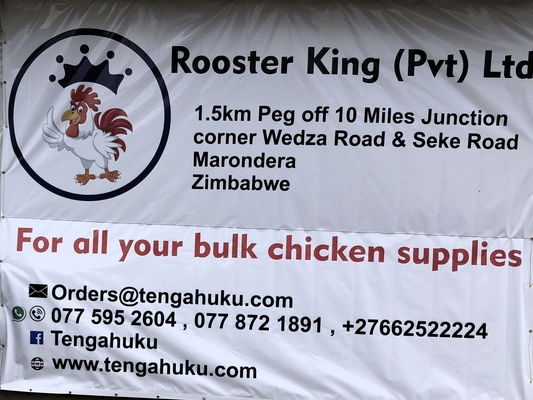 Rooster King (Pvt) Ltd
1.5km Peg off 10 Miles Junction
corner Wedza Road & Seke Road
Marondera
Zimbabwe
For all your bulk chicken supplies
Orders@tengahuku.com
077 595 2604 , 077 872 1891 , +27662522224
Tengahuku
www.tengahuku.com